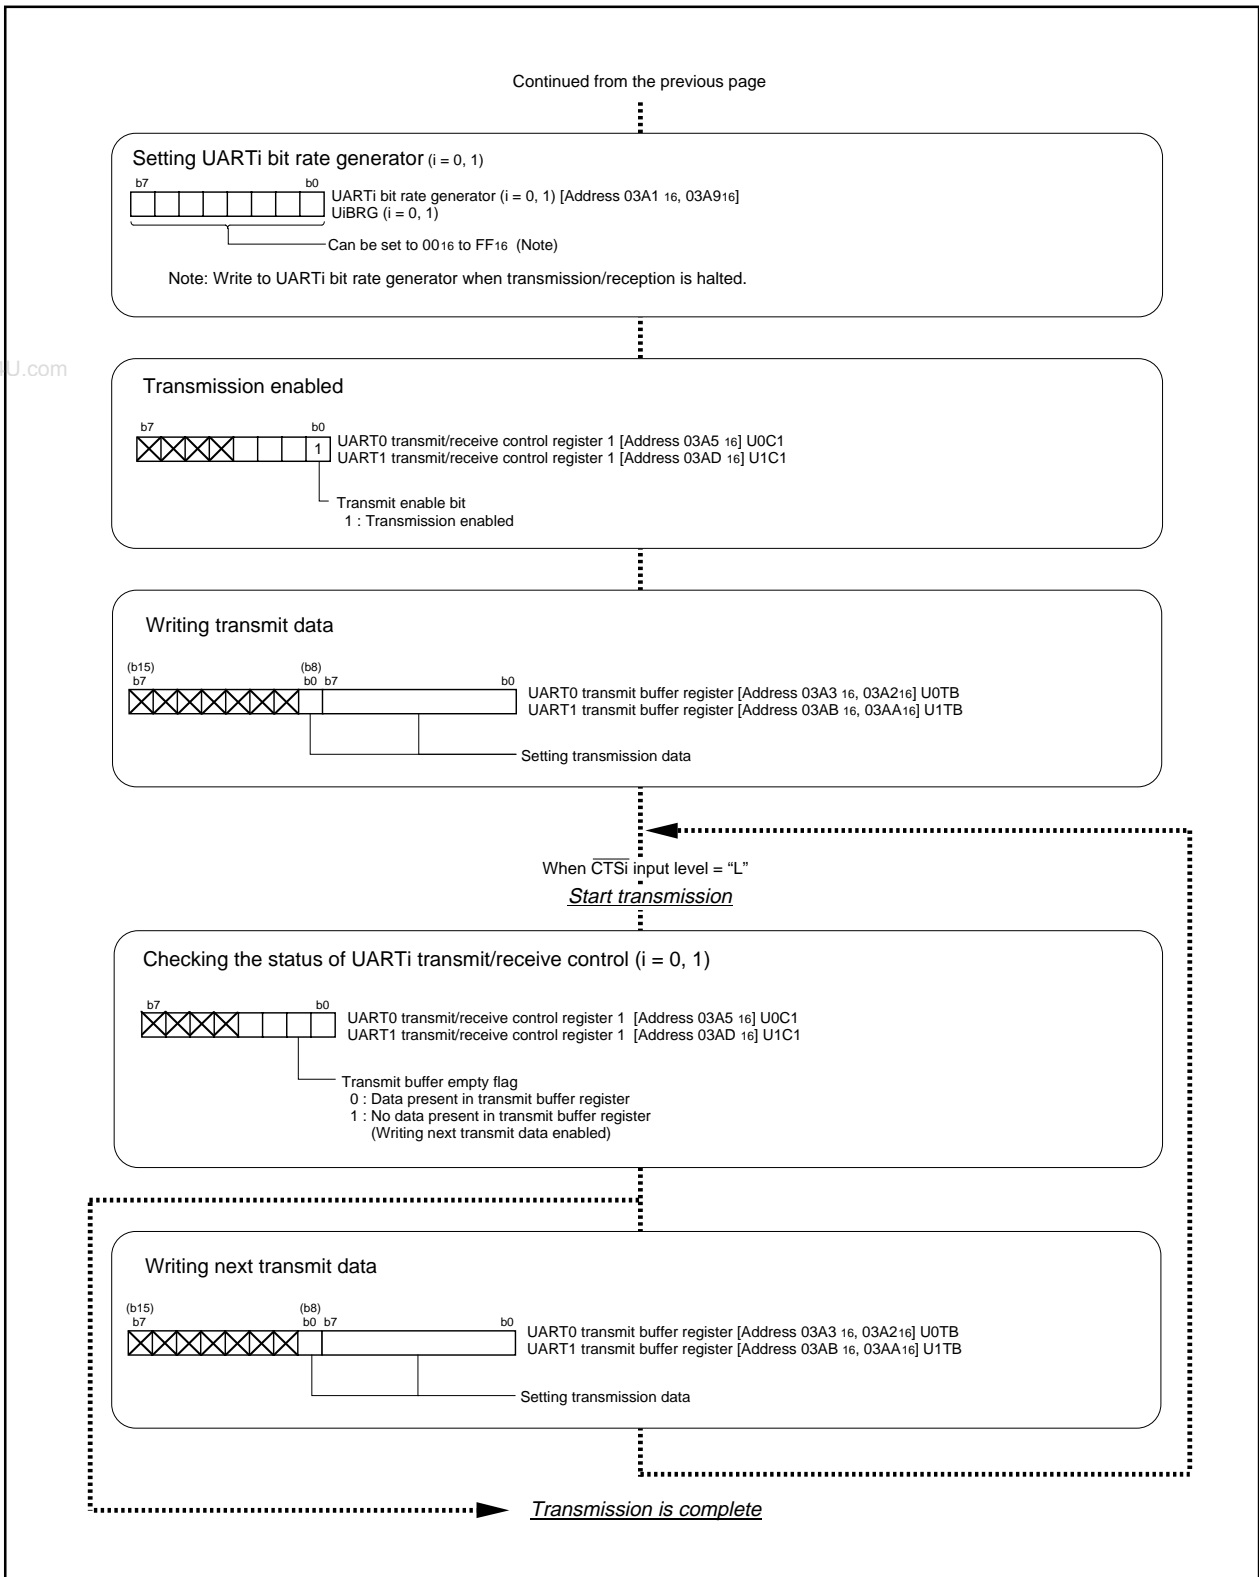 Continued from the previous page
Setting UARTi bit rate generator (i = 0, 1)
b7 b0
UARTi bit rate generator (i = 0, 1) [Address 03A1 16, 03A916]
UiBRG (i = 0, 1)
Can be set to 0016 to FF16 (Note)
Note: Write to UARTi bit rate generator when transmission/reception is halted.
4U.com
Transmission enabled
b7 b0
1
UART0 transmit/receive control register 1 [Address 03A5 16] U0C1
UART1 transmit/receive control register 1 [Address 03AD 16] U1C1
Transmit enable bit
1 : Transmission enabled
Writing transmit data
(b15) (b8)
b7 b0 b7 b0
UART0 transmit buffer register [Address 03A3 16, 03A216] U0TB
UART1 transmit buffer register [Address 03AB 16, 03AA16] U1TB
Setting transmission data
When C̅T̅S̅i̅ input level = “L”
Start transmission
Checking the status of UARTi transmit/receive control (i = 0, 1)
b7 b0
UART0 transmit/receive control register 1 [Address 03A5 16] U0C1
UART1 transmit/receive control register 1 [Address 03AD 16] U1C1
Transmit buffer empty flag
0 : Data present in transmit buffer register
1 : No data present in transmit buffer register
(Writing next transmit data enabled)
Writing next transmit data
(b15) (b8)
b7 b0 b7 b0
UART0 transmit buffer register [Address 03A3 16, 03A216] U0TB
UART1 transmit buffer register [Address 03AB 16, 03AA16] U1TB
Setting transmission data
Transmission is complete